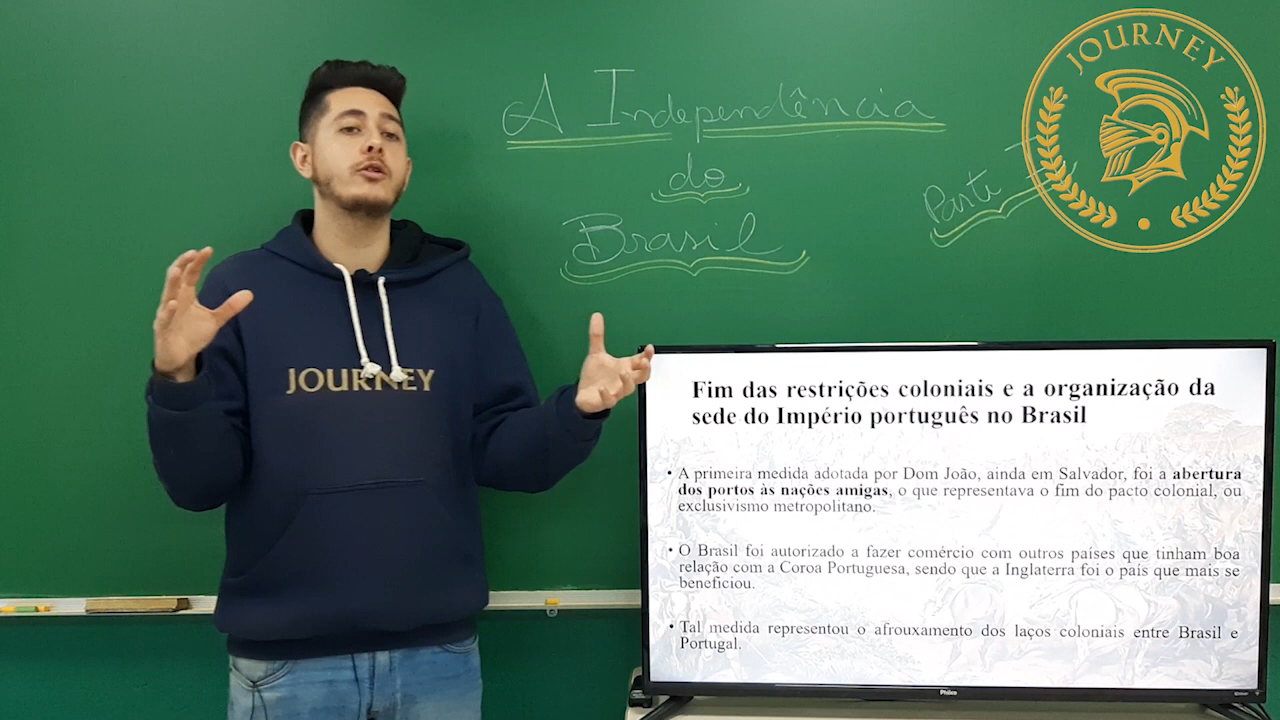 A Independência
do
Brasil
Parte
JOURNEY
JOURNEY
Fim das restrições coloniais e a organização da
sede do Império português no Brasil
• A primeira medida adotada por Dom João, ainda em Salvador, foi a abertura
dos portos às nações amigas, o que representava o fim do pacto colonial, ou
exclusivismo metropolitano.
• O Brasil foi autorizado a fazer comércio com outros países que tinham boa
relação com a Coroa Portuguesa, sendo que a Inglaterra foi o país que mais se
beneficiou.
• Tal medida representou o afrouxamento dos laços coloniais entre Brasil e
Portugal.
Philco